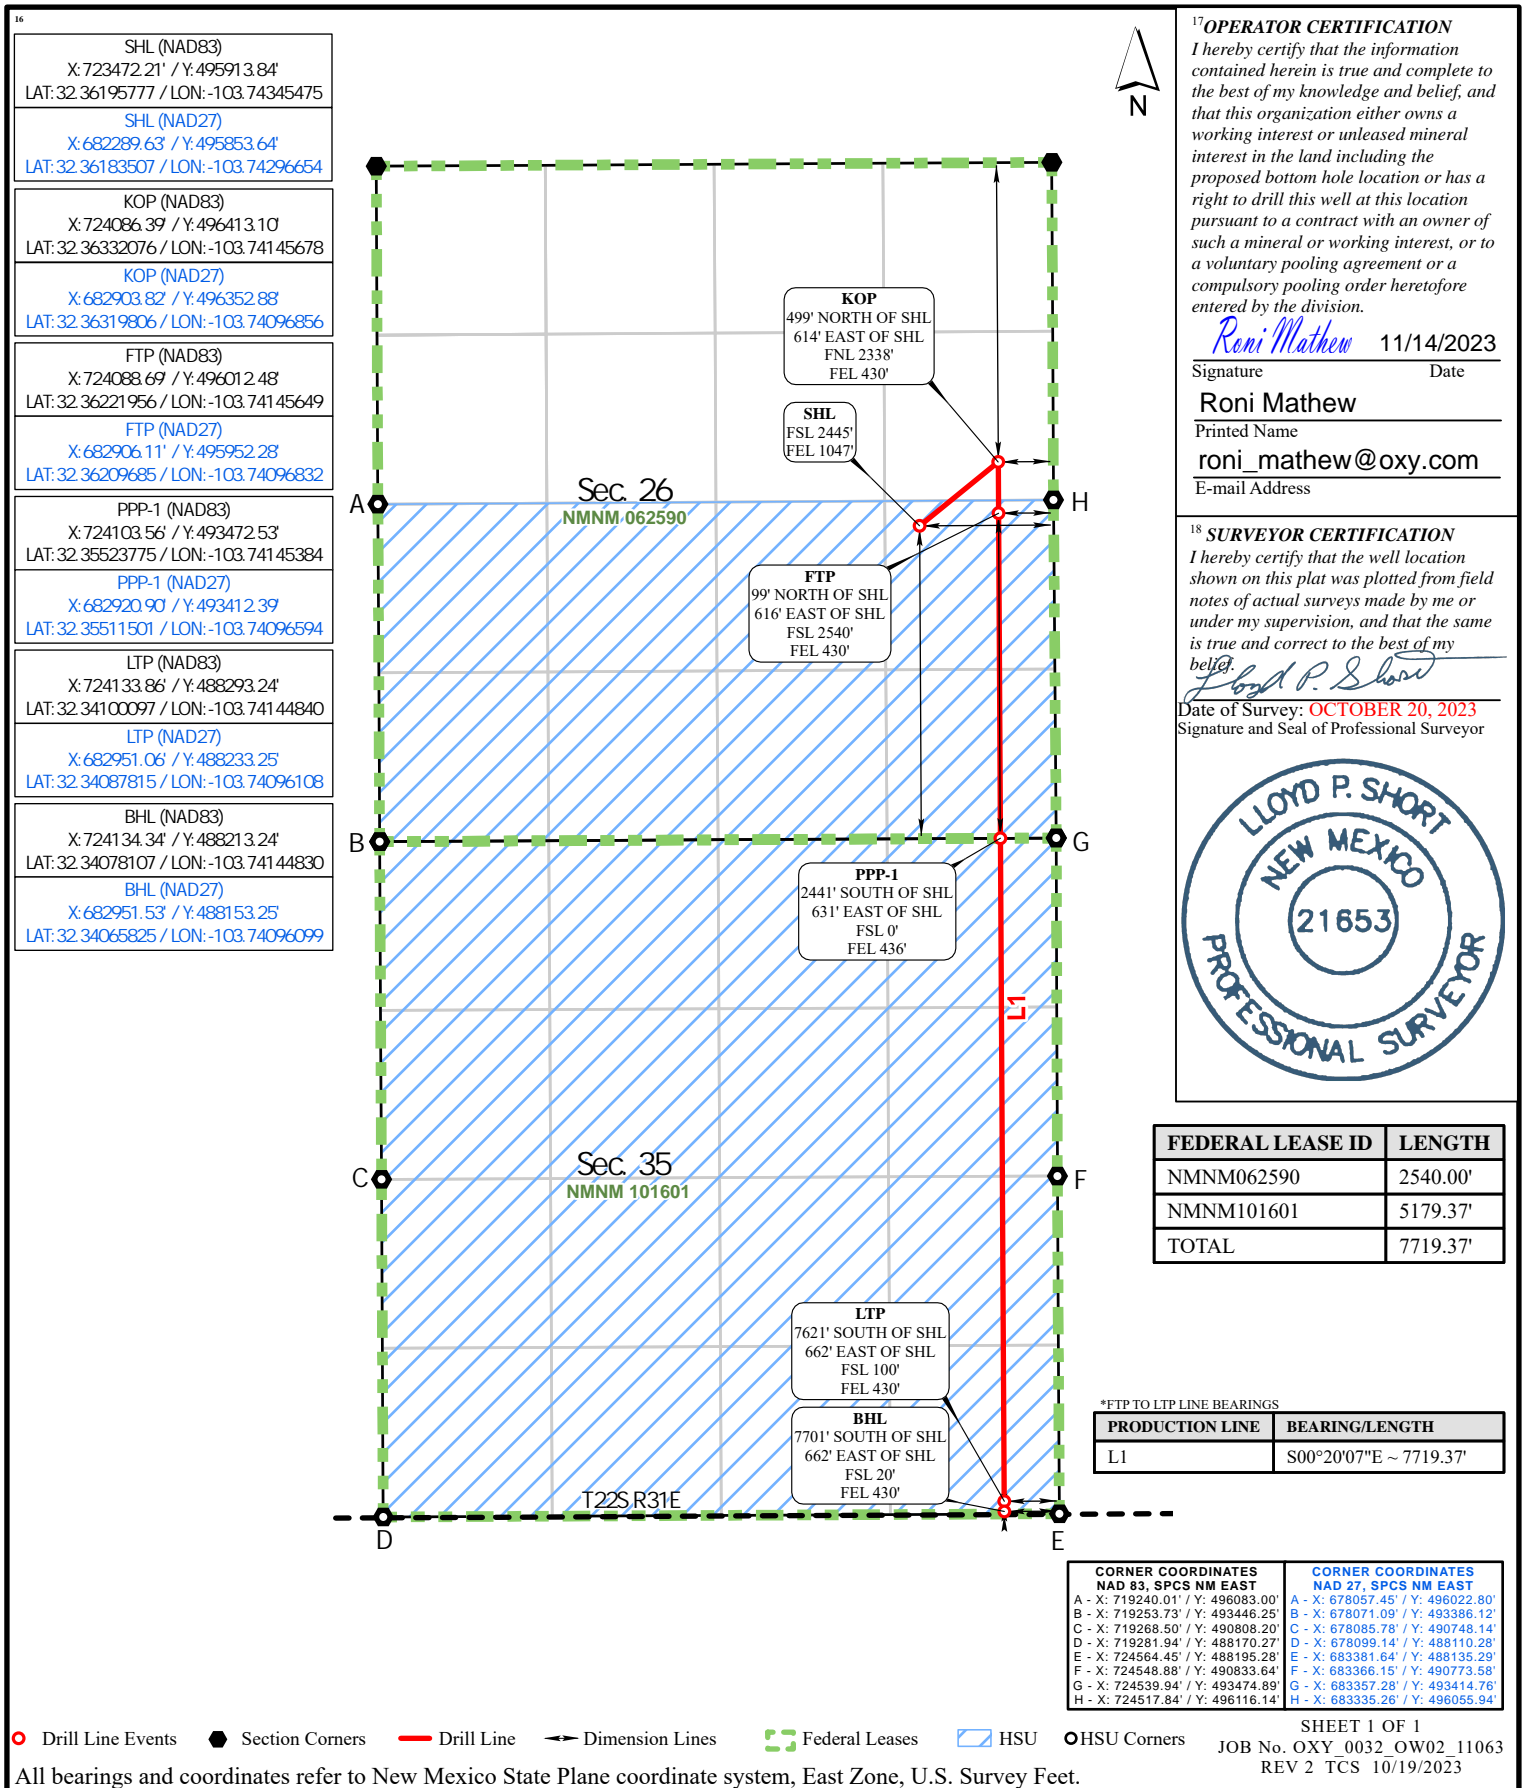 16
SHL (NAD83)
X:723472.21' / Y:495913.84'
LAT:32.36195777 / LON:-103.74345475
SHL (NAD27)
X:682289.63' / Y:495853.64'
LAT:32.36183507 / LON:-103.74296654
KOP (NAD83)
X:724086.39' / Y:496413.10'
LAT:32.36332076 / LON:-103.74145678
KOP (NAD27)
X:682903.82' / Y:496352.88'
LAT:32.36319806 / LON:-103.74096856
FTP (NAD83)
X:724088.69' / Y:496012.48'
LAT:32.36221956 / LON:-103.74145649
FTP (NAD27)
X:682906.11' / Y:495952.28'
LAT:32.36209685 / LON:-103.74096832
PPP-1 (NAD83)
X:724103.56' / Y:493472.53'
LAT:32.35523775 / LON:-103.74145384
PPP-1 (NAD27)
X:682920.90' / Y:493412.39'
LAT:32.35511501 / LON:-103.74096594
LTP (NAD83)
X:724133.86' / Y:488293.24'
LAT:32.34100097 / LON:-103.74144840
LTP (NAD27)
X:682951.06' / Y:488233.25'
LAT:32.34087815 / LON:-103.74096108
BHL (NAD83)
X:724134.34' / Y:488213.24'
LAT:32.34078107 / LON:-103.74144830
BHL (NAD27)
X:682951.53' / Y:488153.25'
LAT:32.34065825 / LON:-103.74096099
N
KOP
499' NORTH OF SHL
614' EAST OF SHL
FNL 2338'
FEL 430'
SHL
FSL 2445'
FEL 1047'
A
Sec. 26
NMNM 062590
H
FTP
99' NORTH OF SHL
616' EAST OF SHL
FSL 2540'
FEL 430'
B
G
PPP-1
2441' SOUTH OF SHL
631' EAST OF SHL
FSL 0'
FEL 436'
L1
C
Sec. 35
NMNM 101601
F
LTP
7621' SOUTH OF SHL
662' EAST OF SHL
FSL 100'
FEL 430'
BHL
7701' SOUTH OF SHL
662' EAST OF SHL
FSL 20'
FEL 430'
T22S R31E
D
E
17 OPERATOR CERTIFICATION
I hereby certify that the information
contained herein is true and complete to
the best of my knowledge and belief, and
that this organization either owns a
working interest or unleased mineral
interest in the land including the
proposed bottom hole location or has a
right to drill this well at this location
pursuant to a contract with an owner of
such a mineral or working interest, or to
a voluntary pooling agreement or a
compulsory pooling order heretofore
entered by the division.
Roni Mathew 11/14/2023
Signature Date
Roni Mathew
Printed Name
roni_mathew@oxy.com
E-mail Address
18 SURVEYOR CERTIFICATION
I hereby certify that the well location
shown on this plat was plotted from field
notes of actual surveys made by me or
under my supervision, and that the same
is true and correct to the best of my
belief.
Lloyd P. Short
Date of Survey: OCTOBER 20, 2023
Signature and Seal of Professional Surveyor
LLOYD P. SHORT
NEW MEXICO
21653
PROFESSIONAL SURVEYOR
FEDERAL LEASE ID LENGTH
NMNM062590 2540.00'
NMNM101601 5179.37'
TOTAL 7719.37'
*FTP TO LTP LINE BEARINGS
PRODUCTION LINE BEARING/LENGTH
L1 S00°20'07"E ~ 7719.37'
CORNER COORDINATES
NAD 83, SPCS NM EAST
A - X: 719240.01' / Y: 496083.00'
B - X: 719253.73' / Y: 493446.25'
C - X: 719268.50' / Y: 490808.20'
D - X: 719281.94' / Y: 488170.27'
E - X: 724564.45' / Y: 488195.28'
F - X: 724548.88' / Y: 490833.64'
G - X: 724539.94' / Y: 493474.89'
H - X: 724517.84' / Y: 496116.14'
CORNER COORDINATES
NAD 27, SPCS NM EAST
A - X: 678057.45' / Y: 496022.80'
B - X: 678071.09' / Y: 493386.12'
C - X: 678085.78' / Y: 490748.14'
D - X: 678099.14' / Y: 488110.28'
E - X: 683381.64' / Y: 488135.29'
F - X: 683366.15' / Y: 490773.58'
G - X: 683357.28' / Y: 493414.76'
H - X: 683335.26' / Y: 496055.94'
Drill Line Events Section Corners Drill Line Dimension Lines Federal Leases HSU HSU Corners
SHEET 1 OF 1
JOB No. OXY_0032_OW02_11063
REV 2 TCS 10/19/2023
All bearings and coordinates refer to New Mexico State Plane coordinate system, East Zone, U.S. Survey Feet.